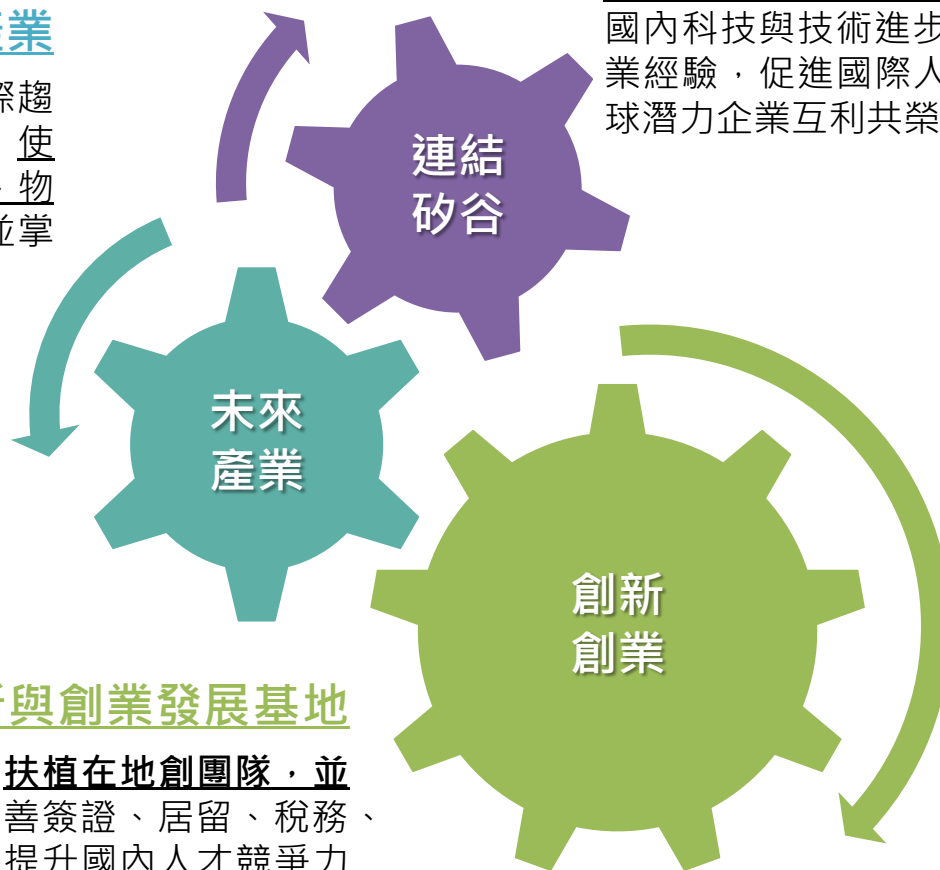 產業
際趨
使
、物
並掌
連結
矽谷
國內科技與技術進步
業經驗，促進國際人
球潛力企業互利共榮
未來
產業
創新
創業
新與創業發展基地
扶植在地創團隊，並
善簽證、居留、稅務、
提升國內人才競爭力